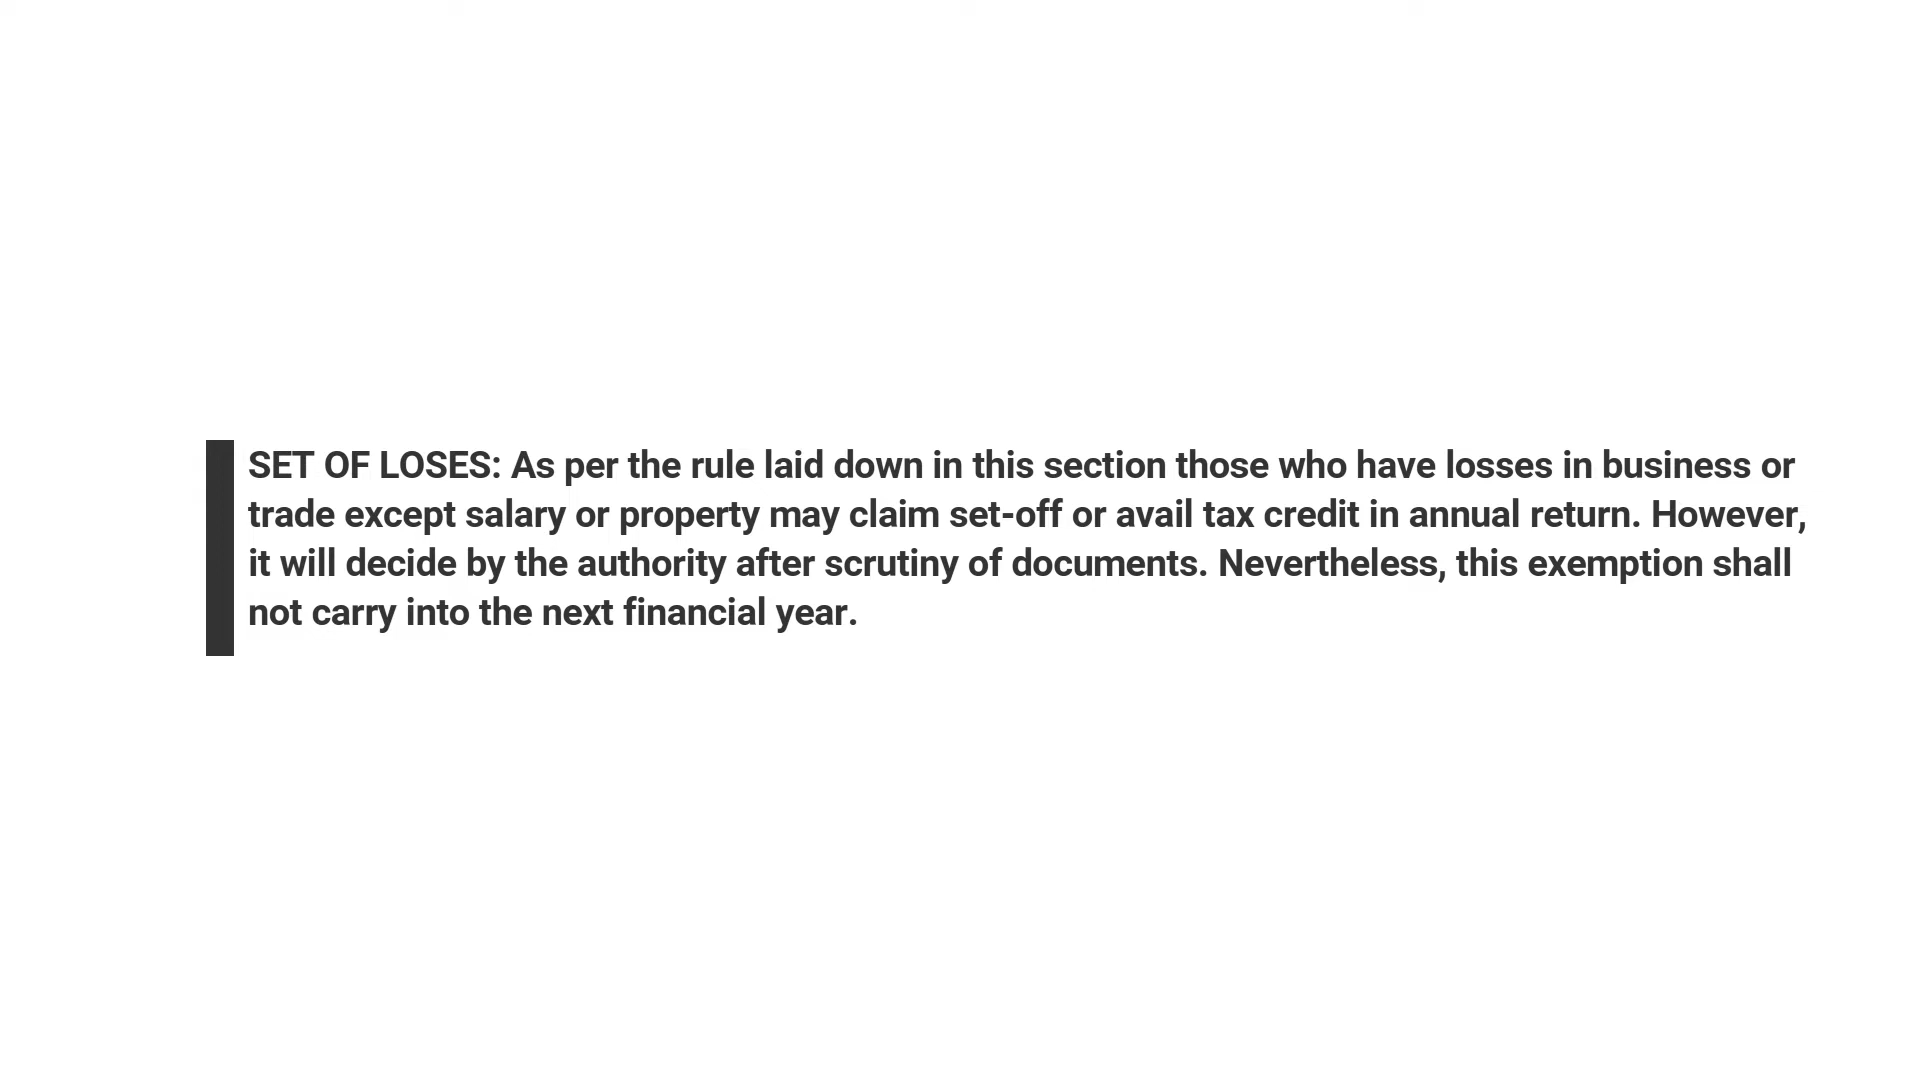 SET OF LOSES: As per the rule laid down in this section those who have losses in business or
trade except salary or property may claim set-off or avail tax credit in annual return. However,
it will decide by the authority after scrutiny of documents. Nevertheless, this exemption shall
not carry into the next financial year.